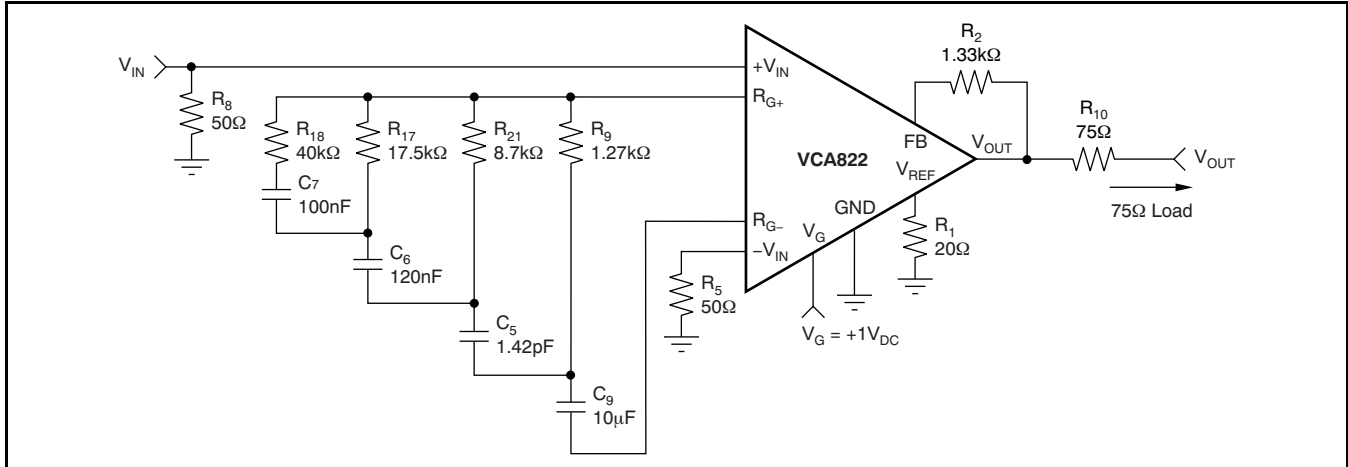 V_IN
R_8
50Ω
R_18
40kΩ
C_7
100nF
R_17
17.5kΩ
C_6
120nF
R_21
8.7kΩ
C_5
1.42pF
R_9
1.27kΩ
C_9
10μF
+V_IN
R_G+
R_G−
−V_IN
R_5
50Ω
VCA822
FB
V_OUT
V_REF
GND
V_G
V_G = +1V_DC
R_1
20Ω
R_2
1.33kΩ
R_10
75Ω
V_OUT
75Ω Load